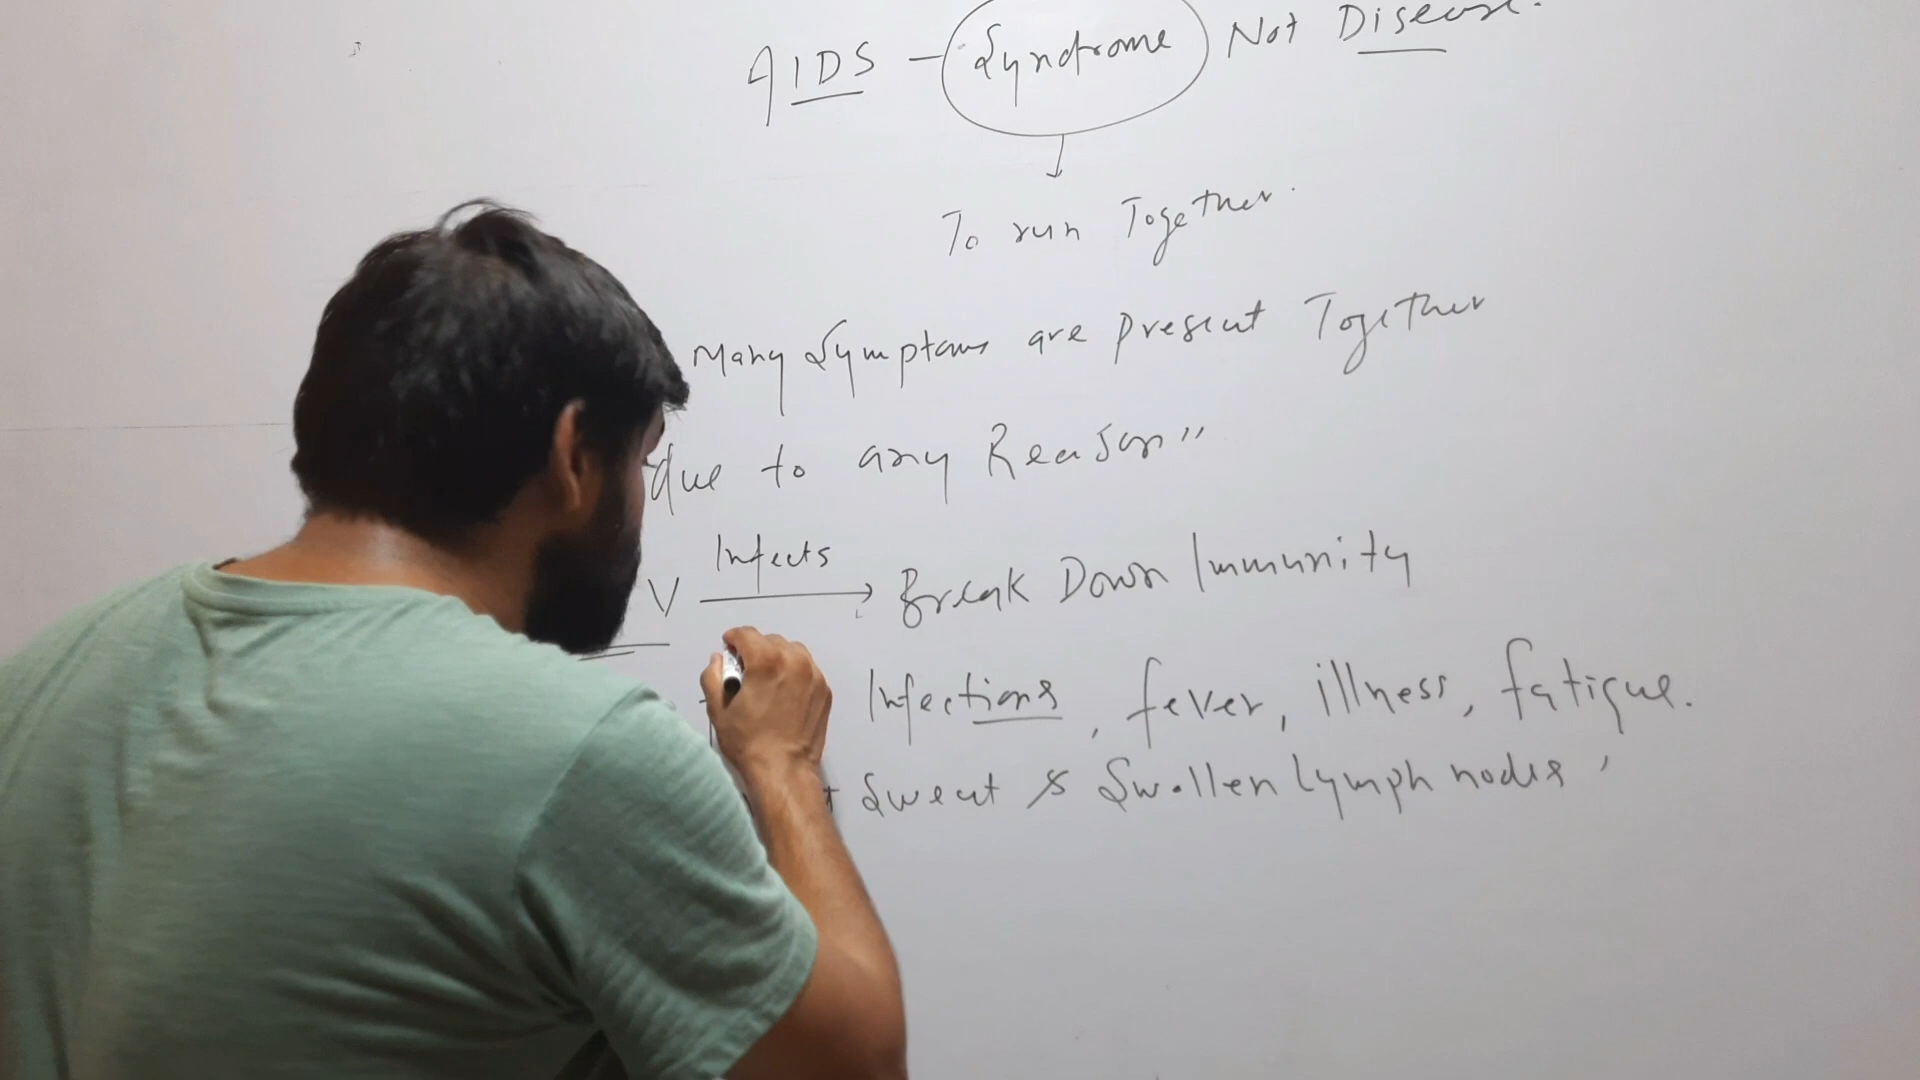 AIDS - Syndrome Not Disease.
To run Together.
Many Symptoms are present Together
due to any Reason"
V Infects → Break Down Immunity
Infections, fever, illness, fatigue.
Sweat & Swollen lymph nodes,